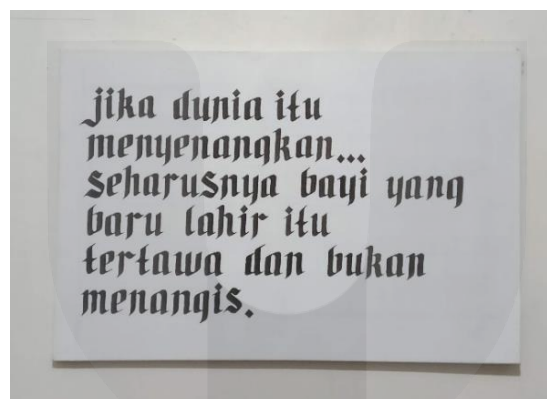 jika dunia itu
menyenangkan...
seharusnya bayi yang
baru lahir itu
tertawa dan bukan
menangis.